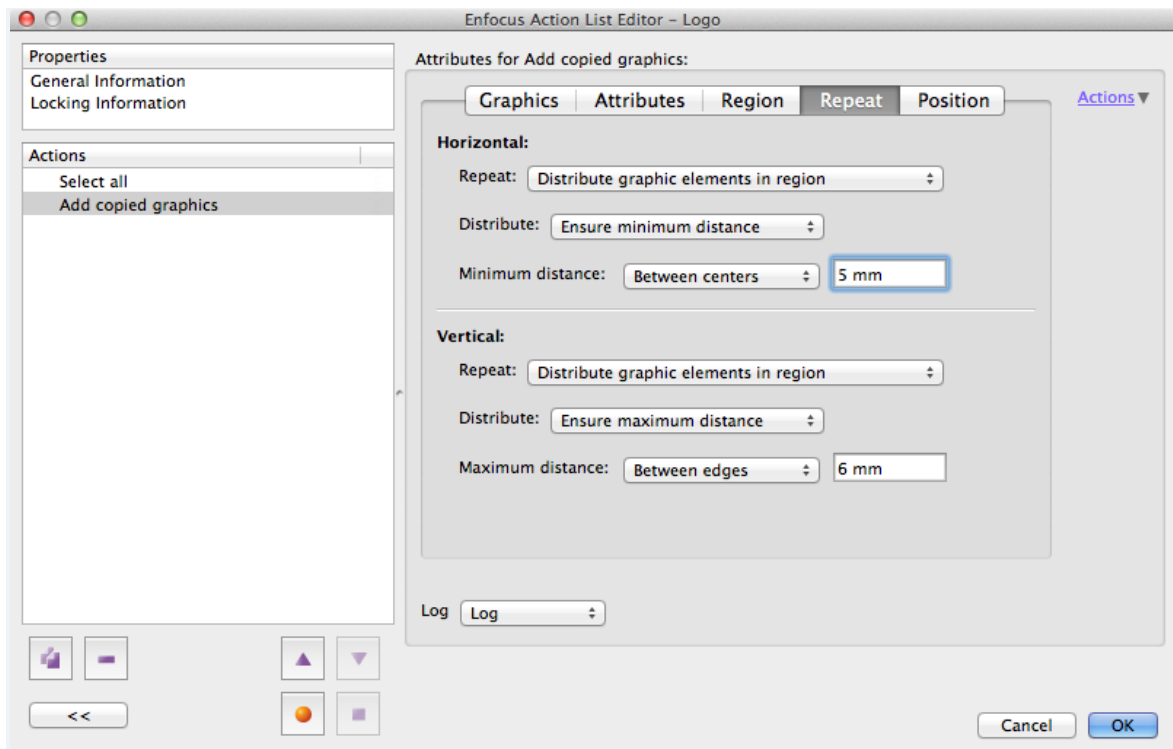 Enfocus Action List Editor – Logo
Properties
General Information
Locking Information
Actions
Select all
Add copied graphics
<<
Attributes for Add copied graphics:
Graphics Attributes Region Repeat Position
Actions▼
Horizontal:
Repeat: Distribute graphic elements in region
Distribute: Ensure minimum distance
Minimum distance: Between centers 5 mm
Vertical:
Repeat: Distribute graphic elements in region
Distribute: Ensure maximum distance
Maximum distance: Between edges 6 mm
Log Log
Cancel OK